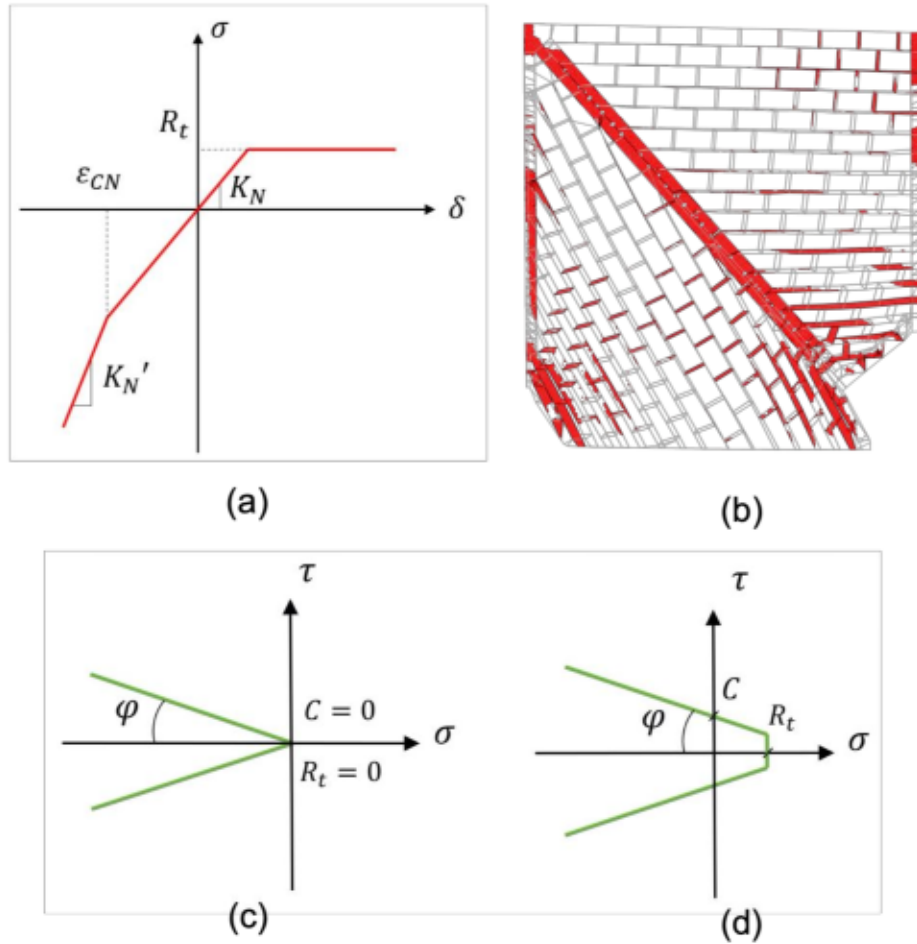 σ
R_t
ε_CN
K_N
δ
K_N′
(a)
(b)
τ
C
φ
C = 0
R_t = 0
σ
(c)
τ
C
φ
R_t
σ
(d)